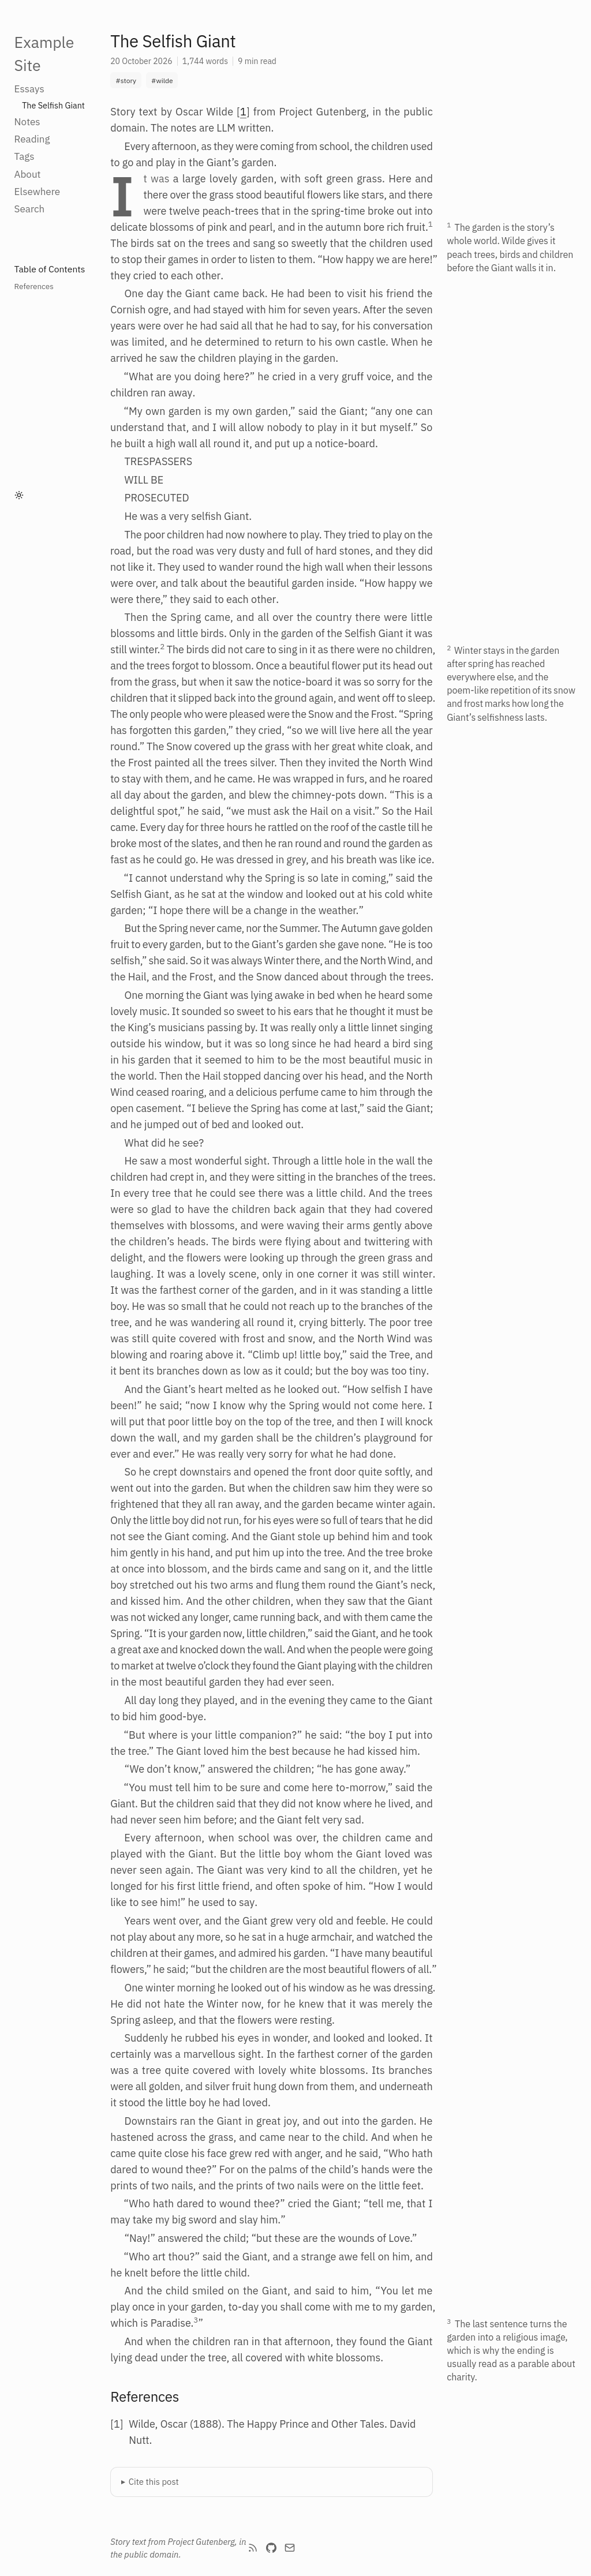 Example
Site
Essays
The Selfish Giant
Notes
Reading
Tags
About
Elsewhere
Search
Table of Contents
References
The Selfish Giant
20 October 2026 | 1,744 words | 9 min read
#story #wilde
Story text by Oscar Wilde [1] from Project Gutenberg, in the public
domain. The notes are LLM written.
Every afternoon, as they were coming from school, the children used
to go and play in the Giant’s garden.
It was a large lovely garden, with soft green grass. Here and
there over the grass stood beautiful flowers like stars, and there
were twelve peach-trees that in the spring-time broke out into
delicate blossoms of pink and pearl, and in the autumn bore rich fruit.1
The birds sat on the trees and sang so sweetly that the children used
to stop their games in order to listen to them. “How happy we are here!”
they cried to each other.
One day the Giant came back. He had been to visit his friend the
Cornish ogre, and had stayed with him for seven years. After the seven
years were over he had said all that he had to say, for his conversation
was limited, and he determined to return to his own castle. When he
arrived he saw the children playing in the garden.
“What are you doing here?” he cried in a very gruff voice, and the
children ran away.
“My own garden is my own garden,” said the Giant; “any one can
understand that, and I will allow nobody to play in it but myself.” So
he built a high wall all round it, and put up a notice-board.
TRESPASSERS
WILL BE
PROSECUTED
He was a very selfish Giant.
The poor children had now nowhere to play. They tried to play on the
road, but the road was very dusty and full of hard stones, and they did
not like it. They used to wander round the high wall when their lessons
were over, and talk about the beautiful garden inside. “How happy we
were there,” they said to each other.
Then the Spring came, and all over the country there were little
blossoms and little birds. Only in the garden of the Selfish Giant it was
still winter.2 The birds did not care to sing in it as there were no children,
and the trees forgot to blossom. Once a beautiful flower put its head out
from the grass, but when it saw the notice-board it was so sorry for the
children that it slipped back into the ground again, and went off to sleep.
The only people who were pleased were the Snow and the Frost. “Spring
has forgotten this garden,” they cried, “so we will live here all the year
round.” The Snow covered up the grass with her great white cloak, and
the Frost painted all the trees silver. Then they invited the North Wind
to stay with them, and he came. He was wrapped in furs, and he roared
all day about the garden, and blew the chimney-pots down. “This is a
delightful spot,” he said, “we must ask the Hail on a visit.” So the Hail
came. Every day for three hours he rattled on the roof of the castle till he
broke most of the slates, and then he ran round and round the garden as
fast as he could go. He was dressed in grey, and his breath was like ice.
“I cannot understand why the Spring is so late in coming,” said the
Selfish Giant, as he sat at the window and looked out at his cold white
garden; “I hope there will be a change in the weather.”
But the Spring never came, nor the Summer. The Autumn gave golden
fruit to every garden, but to the Giant’s garden she gave none. “He is too
selfish,” she said. So it was always Winter there, and the North Wind, and
the Hail, and the Frost, and the Snow danced about through the trees.
One morning the Giant was lying awake in bed when he heard some
lovely music. It sounded so sweet to his ears that he thought it must be
the King’s musicians passing by. It was really only a little linnet singing
outside his window, but it was so long since he had heard a bird sing
in his garden that it seemed to him to be the most beautiful music in
the world. Then the Hail stopped dancing over his head, and the North
Wind ceased roaring, and a delicious perfume came to him through the
open casement. “I believe the Spring has come at last,” said the Giant;
and he jumped out of bed and looked out.
What did he see?
He saw a most wonderful sight. Through a little hole in the wall the
children had crept in, and they were sitting in the branches of the trees.
In every tree that he could see there was a little child. And the trees
were so glad to have the children back again that they had covered
themselves with blossoms, and were waving their arms gently above
the children’s heads. The birds were flying about and twittering with
delight, and the flowers were looking up through the green grass and
laughing. It was a lovely scene, only in one corner it was still winter.
It was the farthest corner of the garden, and in it was standing a little
boy. He was so small that he could not reach up to the branches of the
tree, and he was wandering all round it, crying bitterly. The poor tree
was still quite covered with frost and snow, and the North Wind was
blowing and roaring above it. “Climb up! little boy,” said the Tree, and
it bent its branches down as low as it could; but the boy was too tiny.
And the Giant’s heart melted as he looked out. “How selfish I have
been!” he said; “now I know why the Spring would not come here. I
will put that poor little boy on the top of the tree, and then I will knock
down the wall, and my garden shall be the children’s playground for
ever and ever.” He was really very sorry for what he had done.
So he crept downstairs and opened the front door quite softly, and
went out into the garden. But when the children saw him they were so
frightened that they all ran away, and the garden became winter again.
Only the little boy did not run, for his eyes were so full of tears that he did
not see the Giant coming. And the Giant stole up behind him and took
him gently in his hand, and put him up into the tree. And the tree broke
at once into blossom, and the birds came and sang on it, and the little
boy stretched out his two arms and flung them round the Giant’s neck,
and kissed him. And the other children, when they saw that the Giant
was not wicked any longer, came running back, and with them came the
Spring. “It is your garden now, little children,” said the Giant, and he took
a great axe and knocked down the wall. And when the people were going
to market at twelve o’clock they found the Giant playing with the children
in the most beautiful garden they had ever seen.
All day long they played, and in the evening they came to the Giant
to bid him good-bye.
“But where is your little companion?” he said: “the boy I put into
the tree.” The Giant loved him the best because he had kissed him.
“We don’t know,” answered the children; “he has gone away.”
“You must tell him to be sure and come here to-morrow,” said the
Giant. But the children said that they did not know where he lived, and
had never seen him before; and the Giant felt very sad.
Every afternoon, when school was over, the children came and
played with the Giant. But the little boy whom the Giant loved was
never seen again. The Giant was very kind to all the children, yet he
longed for his first little friend, and often spoke of him. “How I would
like to see him!” he used to say.
Years went over, and the Giant grew very old and feeble. He could
not play about any more, so he sat in a huge armchair, and watched the
children at their games, and admired his garden. “I have many beautiful
flowers,” he said; “but the children are the most beautiful flowers of all.”
One winter morning he looked out of his window as he was dressing.
He did not hate the Winter now, for he knew that it was merely the
Spring asleep, and that the flowers were resting.
Suddenly he rubbed his eyes in wonder, and looked and looked. It
certainly was a marvellous sight. In the farthest corner of the garden
was a tree quite covered with lovely white blossoms. Its branches
were all golden, and silver fruit hung down from them, and underneath
it stood the little boy he had loved.
Downstairs ran the Giant in great joy, and out into the garden. He
hastened across the grass, and came near to the child. And when he
came quite close his face grew red with anger, and he said, “Who hath
dared to wound thee?” For on the palms of the child’s hands were the
prints of two nails, and the prints of two nails were on the little feet.
“Who hath dared to wound thee?” cried the Giant; “tell me, that I
may take my big sword and slay him.”
“Nay!” answered the child; “but these are the wounds of Love.”
“Who art thou?” said the Giant, and a strange awe fell on him, and
he knelt before the little child.
And the child smiled on the Giant, and said to him, “You let me
play once in your garden, to-day you shall come with me to my garden,
which is Paradise.3”
And when the children ran in that afternoon, they found the Giant
lying dead under the tree, all covered with white blossoms.
1 The garden is the story’s
whole world. Wilde gives it
peach trees, birds and children
before the Giant walls it in.
2 Winter stays in the garden
after spring has reached
everywhere else, and the
poem-like repetition of its snow
and frost marks how long the
Giant’s selfishness lasts.
3 The last sentence turns the
garden into a religious image,
which is why the ending is
usually read as a parable about
charity.
References
[1] Wilde, Oscar (1888). The Happy Prince and Other Tales. David
Nutt.
▸ Cite this post
Story text from Project Gutenberg, in
the public domain.